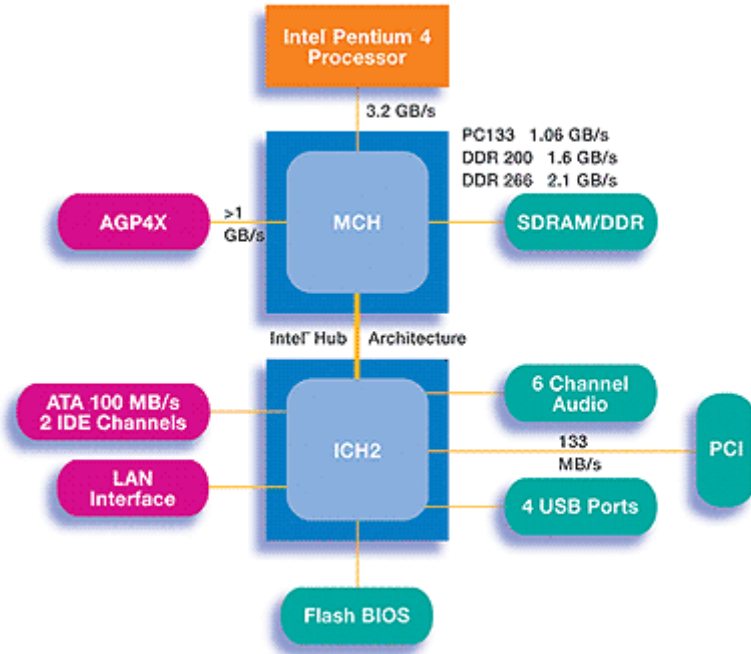 Intel Pentium 4
Processor
3.2 GB/s
PC133 1.06 GB/s
DDR 200 1.6 GB/s
DDR 266 2.1 GB/s
AGP4X
>1
GB/s
MCH
SDRAM/DDR
Intel Hub Architecture
ATA 100 MB/s
2 IDE Channels
6 Channel
Audio
ICH2
133
MB/s
PCI
LAN
Interface
4 USB Ports
Flash BIOS